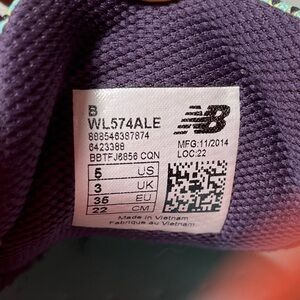 B
WL574ALE
888546387874
6423388
BBTFJ6856 CQN
MFG:11/2014
LOC:22
5 US
3 UK
35 EU
22 CM
Made in Vietnam
Fabriqué au Vietnam